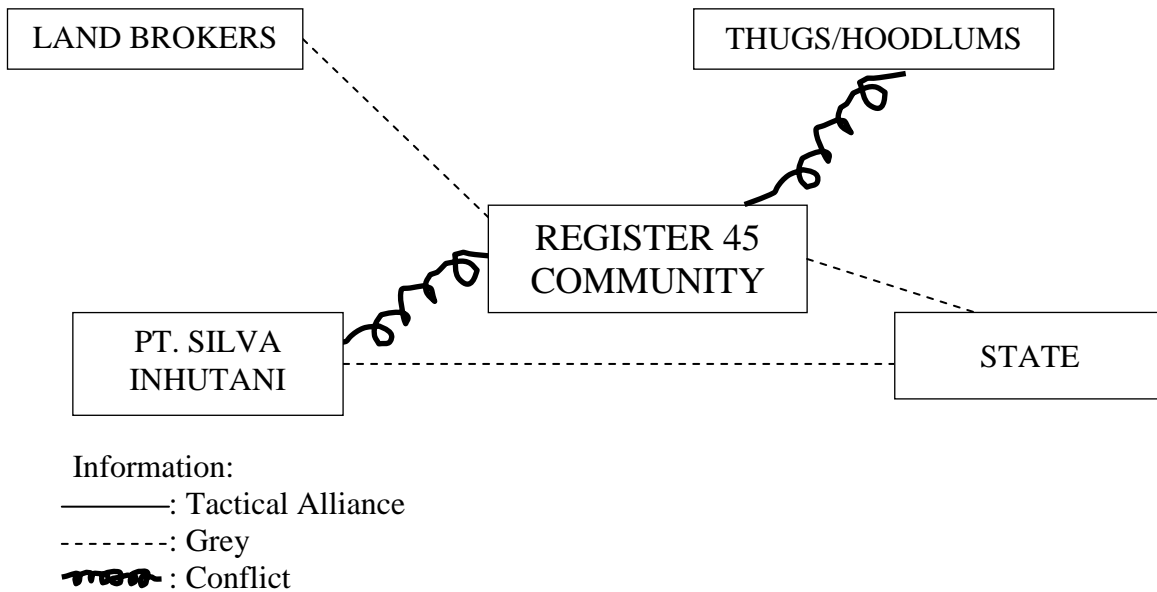 LAND BROKERS
THUGS/HOODLUMS
REGISTER 45
COMMUNITY
PT. SILVA
INHUTANI
STATE
Information:
: Tactical Alliance
: Grey
: Conflict